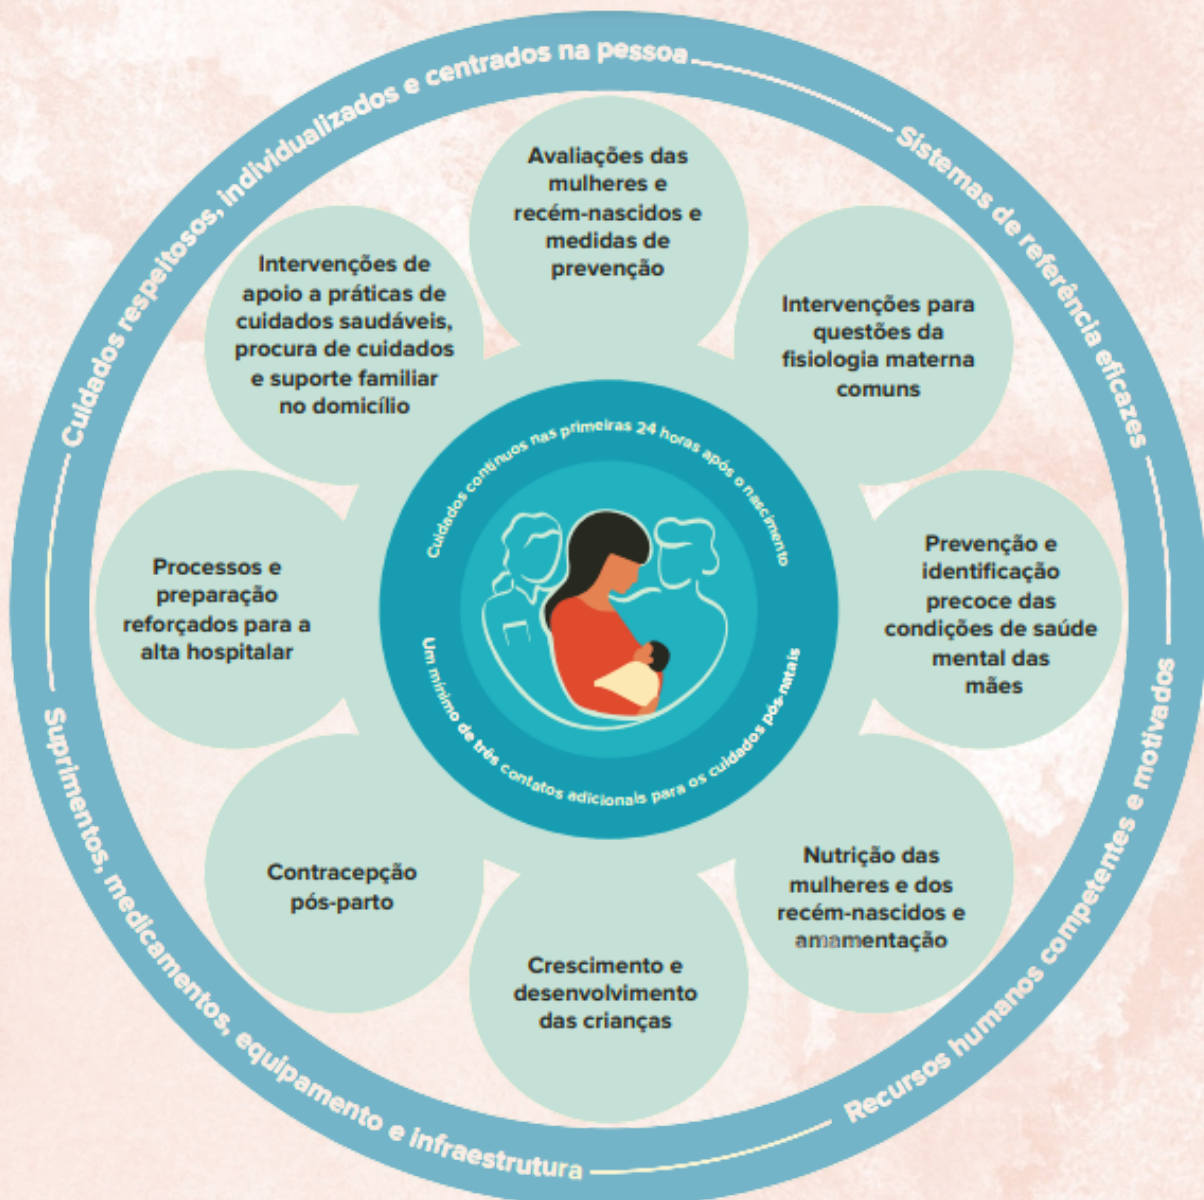 Cuidados respeitosos, individualizados e centrados na pessoa
Sistemas de referência eficazes
Recursos humanos competentes e motivados
Suprimentos, medicamentos, equipamento e infraestrutura
Avaliações das
mulheres e
recém-nascidos e
medidas de
prevenção
Intervenções para
questões da
fisiologia materna
comuns
Prevenção e
identificação
precoce das
condições de saúde
mental das
mães
Nutrição das
mulheres e dos
recém-nascidos e
amamentação
Crescimento e
desenvolvimento
das crianças
Contracepção
pós-parto
Processos e
preparação
reforçados para a
alta hospitalar
Intervenções de
apoio a práticas de
cuidados saudáveis,
procura de cuidados
e suporte familiar
no domicílio
Cuidados contínuos nas primeiras 24 horas após o nascimento
Um mínimo de três contatos adicionais para os cuidados pós-natais